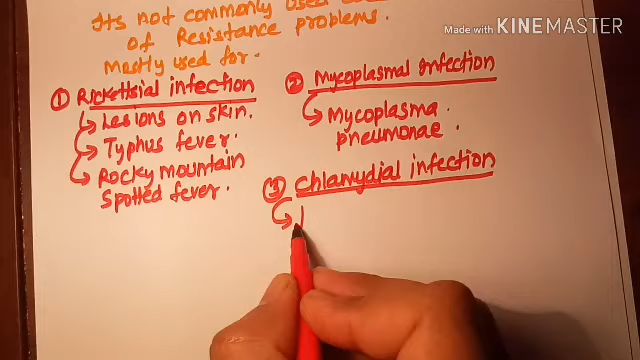 Made with KINEMASTER
Its not commonly used
of Resistance problems.
Mostly used for.
① Rickettsial infection
Lesions on skin.
Typhus fever.
Rocky mountain
Spotted fever.
② Mycoplasmal infection
Mycoplasma
pneumonae.
③ Chlamydial infection